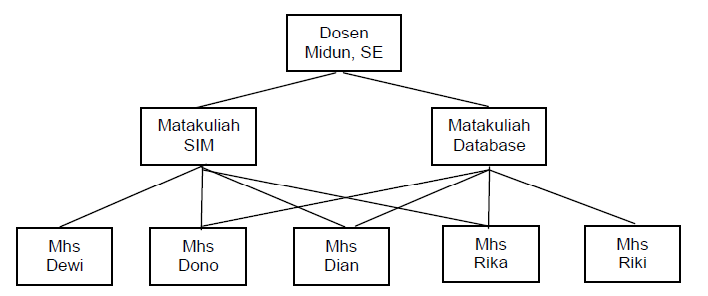 Dosen
Midun, SE
Matakuliah
SIM
Matakuliah
Database
Mhs
Dewi
Mhs
Dono
Mhs
Dian
Mhs
Rika
Mhs
Riki